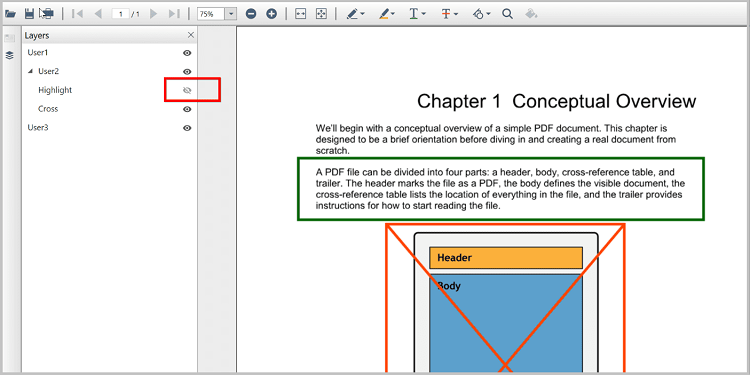 1 / 1
75%
Layers
User1
User2
Highlight
Cross
User3
Chapter 1 Conceptual Overview
We'll begin with a conceptual overview of a simple PDF document. This chapter is
designed to be a brief orientation before diving in and creating a real document from
scratch.
A PDF file can be divided into four parts: a header, body, cross-reference table, and
trailer. The header marks the file as a PDF, the body defines the visible document, the
cross-reference table lists the location of everything in the file, and the trailer provides
instructions for how to start reading the file.
Header
Body